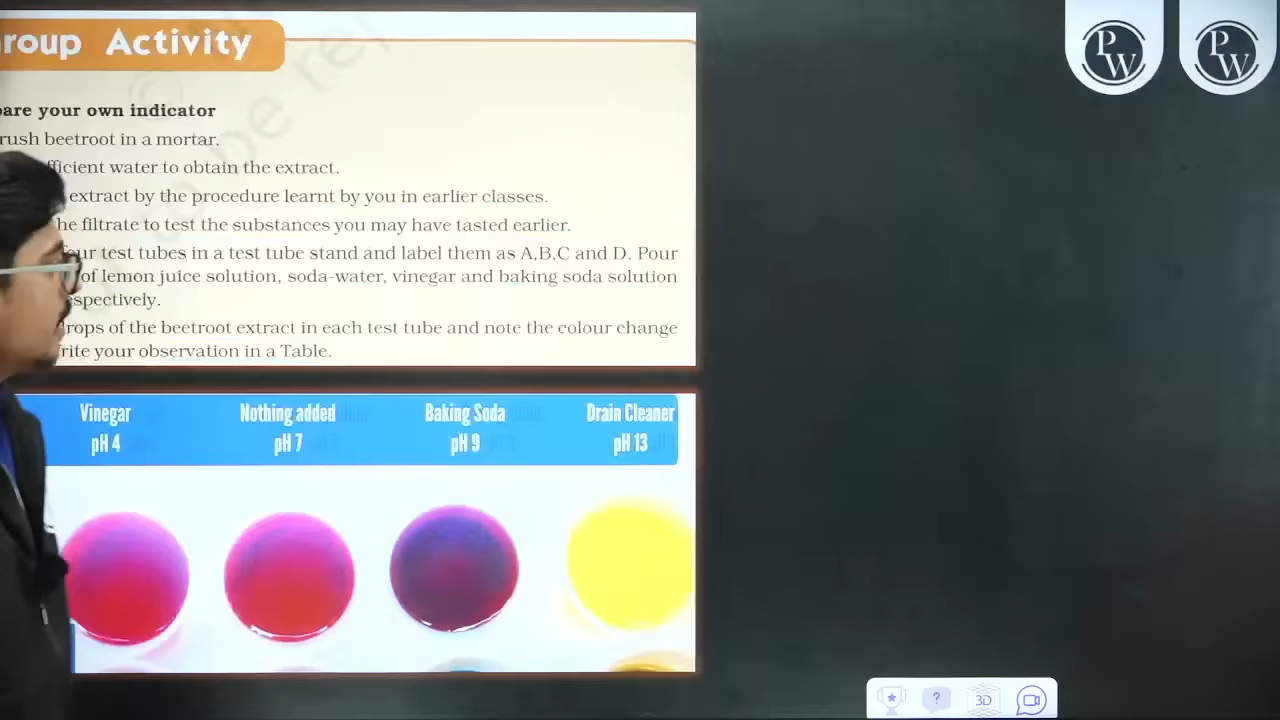 roup Activity
pare your own indicator
rush beetroot in a mortar.
fficient water to obtain the extract.
extract by the procedure learnt by you in earlier classes.
he filtrate to test the substances you may have tasted earlier.
four test tubes in a test tube stand and label them as A,B,C and D. Pour
of lemon juice solution, soda-water, vinegar and baking soda solution
espectively.
rops of the beetroot extract in each test tube and note the colour change
rite your observation in a Table.
Vinegar Nothing added Baking Soda Drain Cleaner
pH 4 pH 7 pH 9 pH 13
PW PW
? 3D